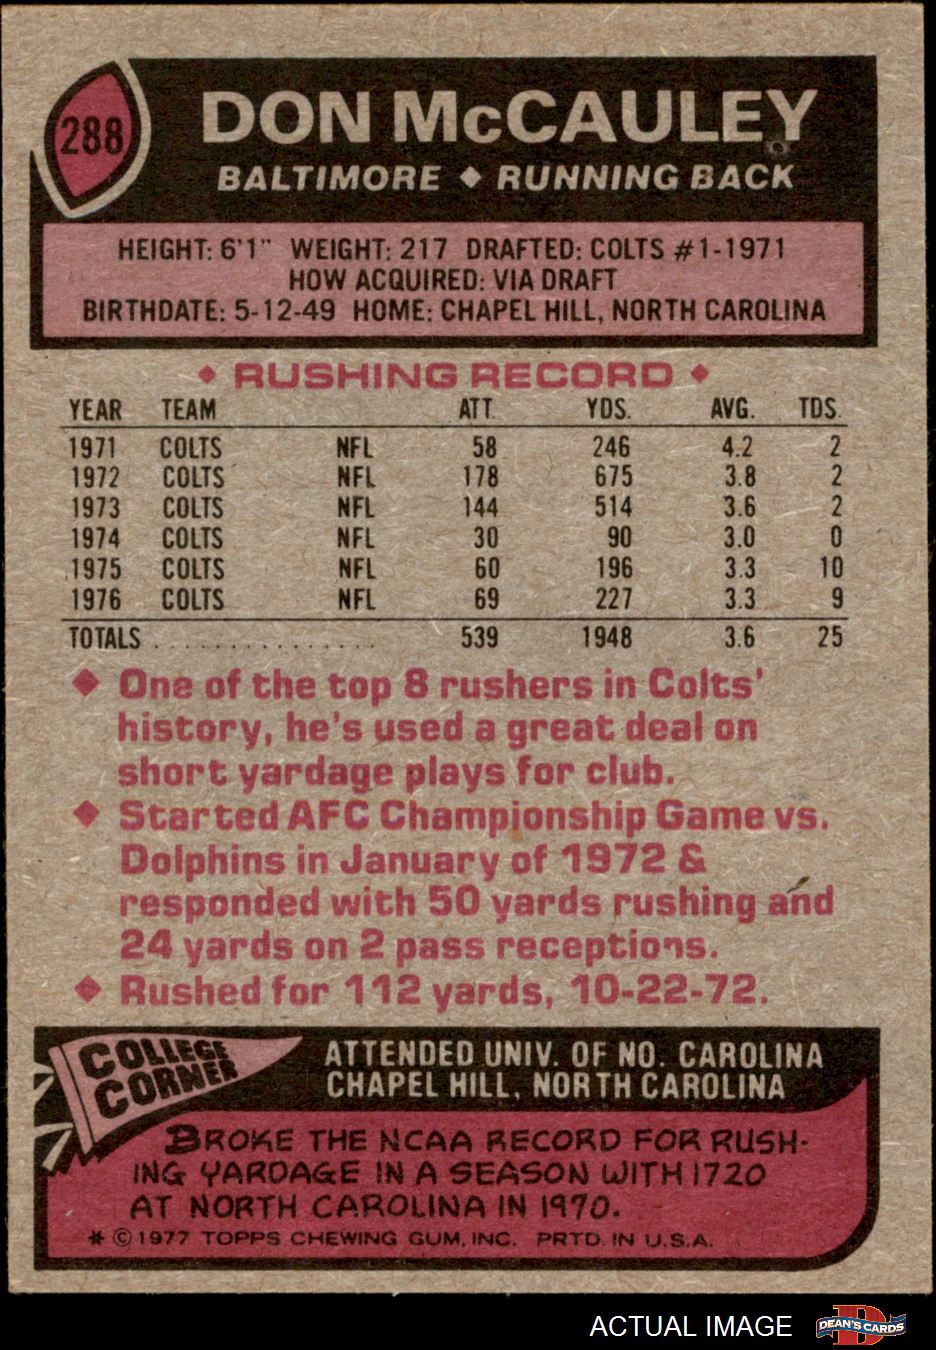 288
DON McCAULEY
BALTIMORE ◆ RUNNING BACK
HEIGHT: 6'1" WEIGHT: 217 DRAFTED: COLTS #1-1971
HOW ACQUIRED: VIA DRAFT
BIRTHDATE: 5-12-49 HOME: CHAPEL HILL, NORTH CAROLINA
◆ RUSHING RECORD ◆
YEAR TEAM ATT. YDS. AVG. TDS.
1971 COLTS NFL 58 246 4.2 2
1972 COLTS NFL 178 675 3.8 2
1973 COLTS NFL 144 514 3.6 2
1974 COLTS NFL 30 90 3.0 0
1975 COLTS NFL 60 196 3.3 10
1976 COLTS NFL 69 227 3.3 9
TOTALS . . . . . . . . . . . . . . . 539 1948 3.6 25
◆ One of the top 8 rushers in Colts'
history, he's used a great deal on
short yardage plays for club.
◆ Started AFC Championship Game vs.
Dolphins in January of 1972 &
responded with 50 yards rushing and
24 yards on 2 pass receptions.
◆ Rushed for 112 yards, 10-22-72.
COLLEGE
CORNER
ATTENDED UNIV. OF NO. CAROLINA
CHAPEL HILL, NORTH CAROLINA
BROKE THE NCAA RECORD FOR RUSH-
ING YARDAGE IN A SEASON WITH 1720
AT NORTH CAROLINA IN 1970.
* © 1977 TOPPS CHEWING GUM, INC. PRTD. IN U.S.A.
ACTUAL IMAGE
D
DEAN'S CARDS